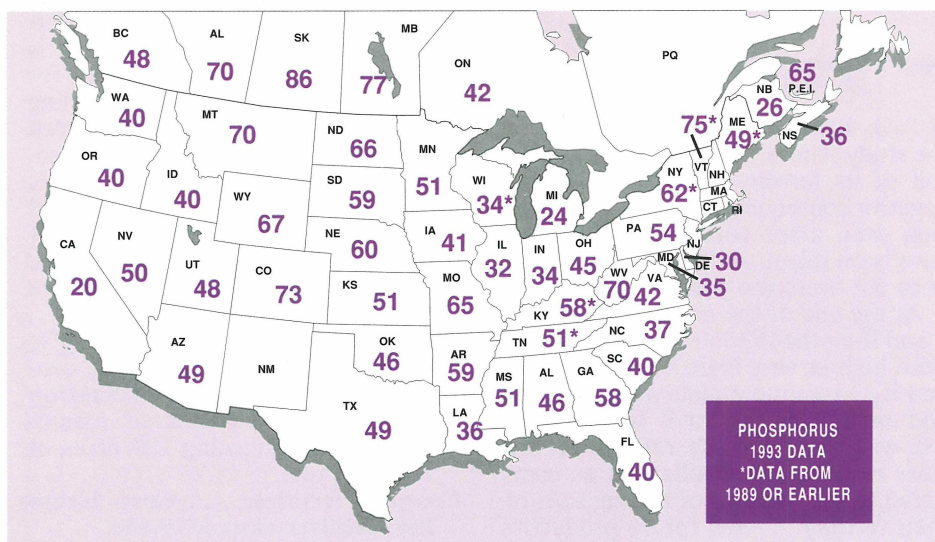 BC
48
AL
70
SK
86
MB
77
ON
42
PQ
65
P.E.I.
NB
26
NS
36
ME
49*
75*
VT
NH
MA
CT
RI
NY
62*
WA
40
MT
70
ND
66
MN
51
OR
40
ID
40
WY
67
SD
59
WI
34*
MI
24
PA
54
NJ
30
MD
35
DE
CA
20
NV
50
UT
48
CO
73
NE
60
IA
41
IL
32
IN
34
OH
45
WV
70
VA
42
KS
51
MO
65
KY
58*
AZ
49
NM
OK
46
AR
59
TN
51*
NC
37
SC
40
TX
49
LA
36
MS
51
AL
46
GA
58
FL
40
PHOSPHORUS
1993 DATA
*DATA FROM
1989 OR EARLIER